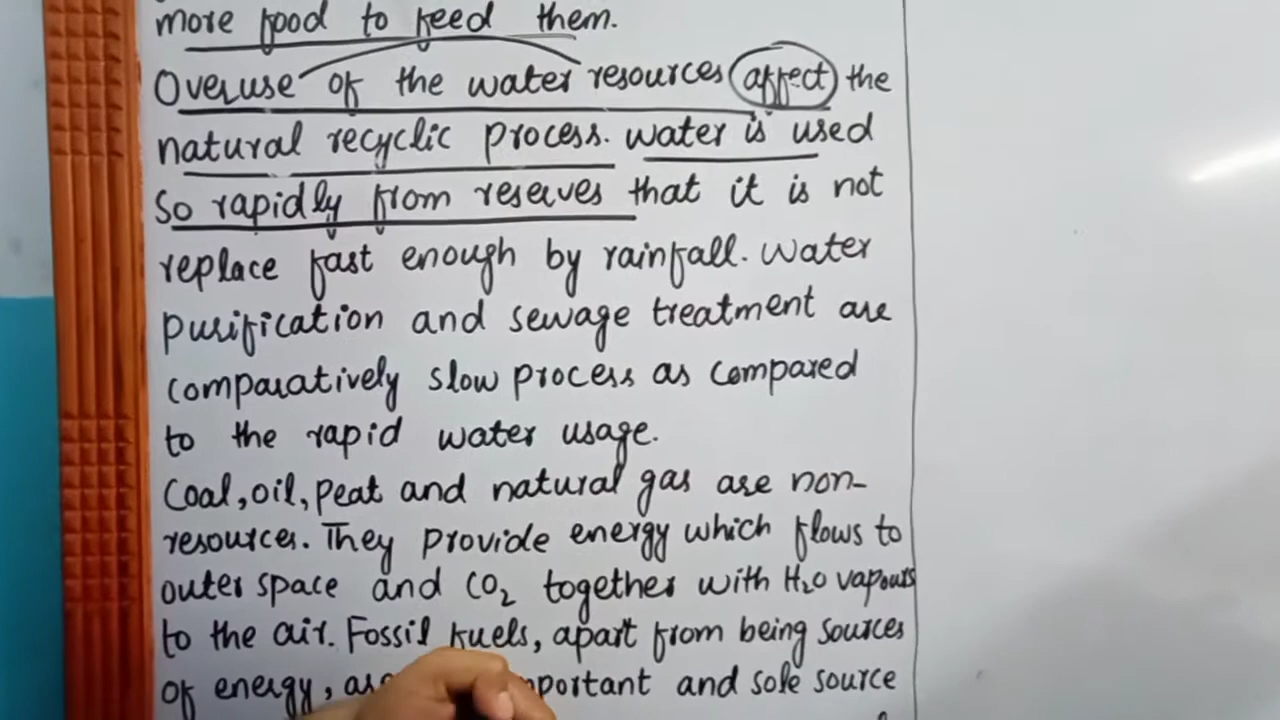 more food to feed them.
Overuse of the water resources affect the
natural recyclic process. water is used
So rapidly from reserves that it is not
replace fast enough by rainfall. Water
purification and sewage treatment are
comparatively slow process as compared
to the rapid water usage.
Coal, oil, peat and natural gas are non-
resources. They provide energy which flows to
outer space and CO₂ together with H₂O vapours
to the air. Fossil fuels, apart from being sources
of energy, and sole source